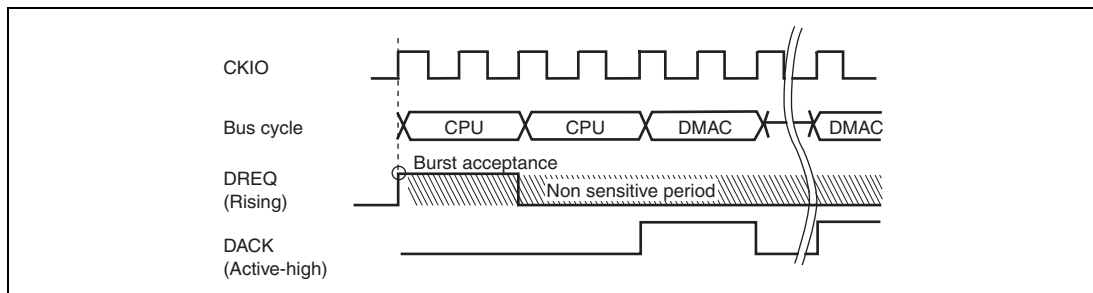 CKIO
Bus cycle
CPU
CPU
DMAC
DMAC
Burst acceptance
DREQ
(Rising)
Non sensitive period
DACK
(Active-high)